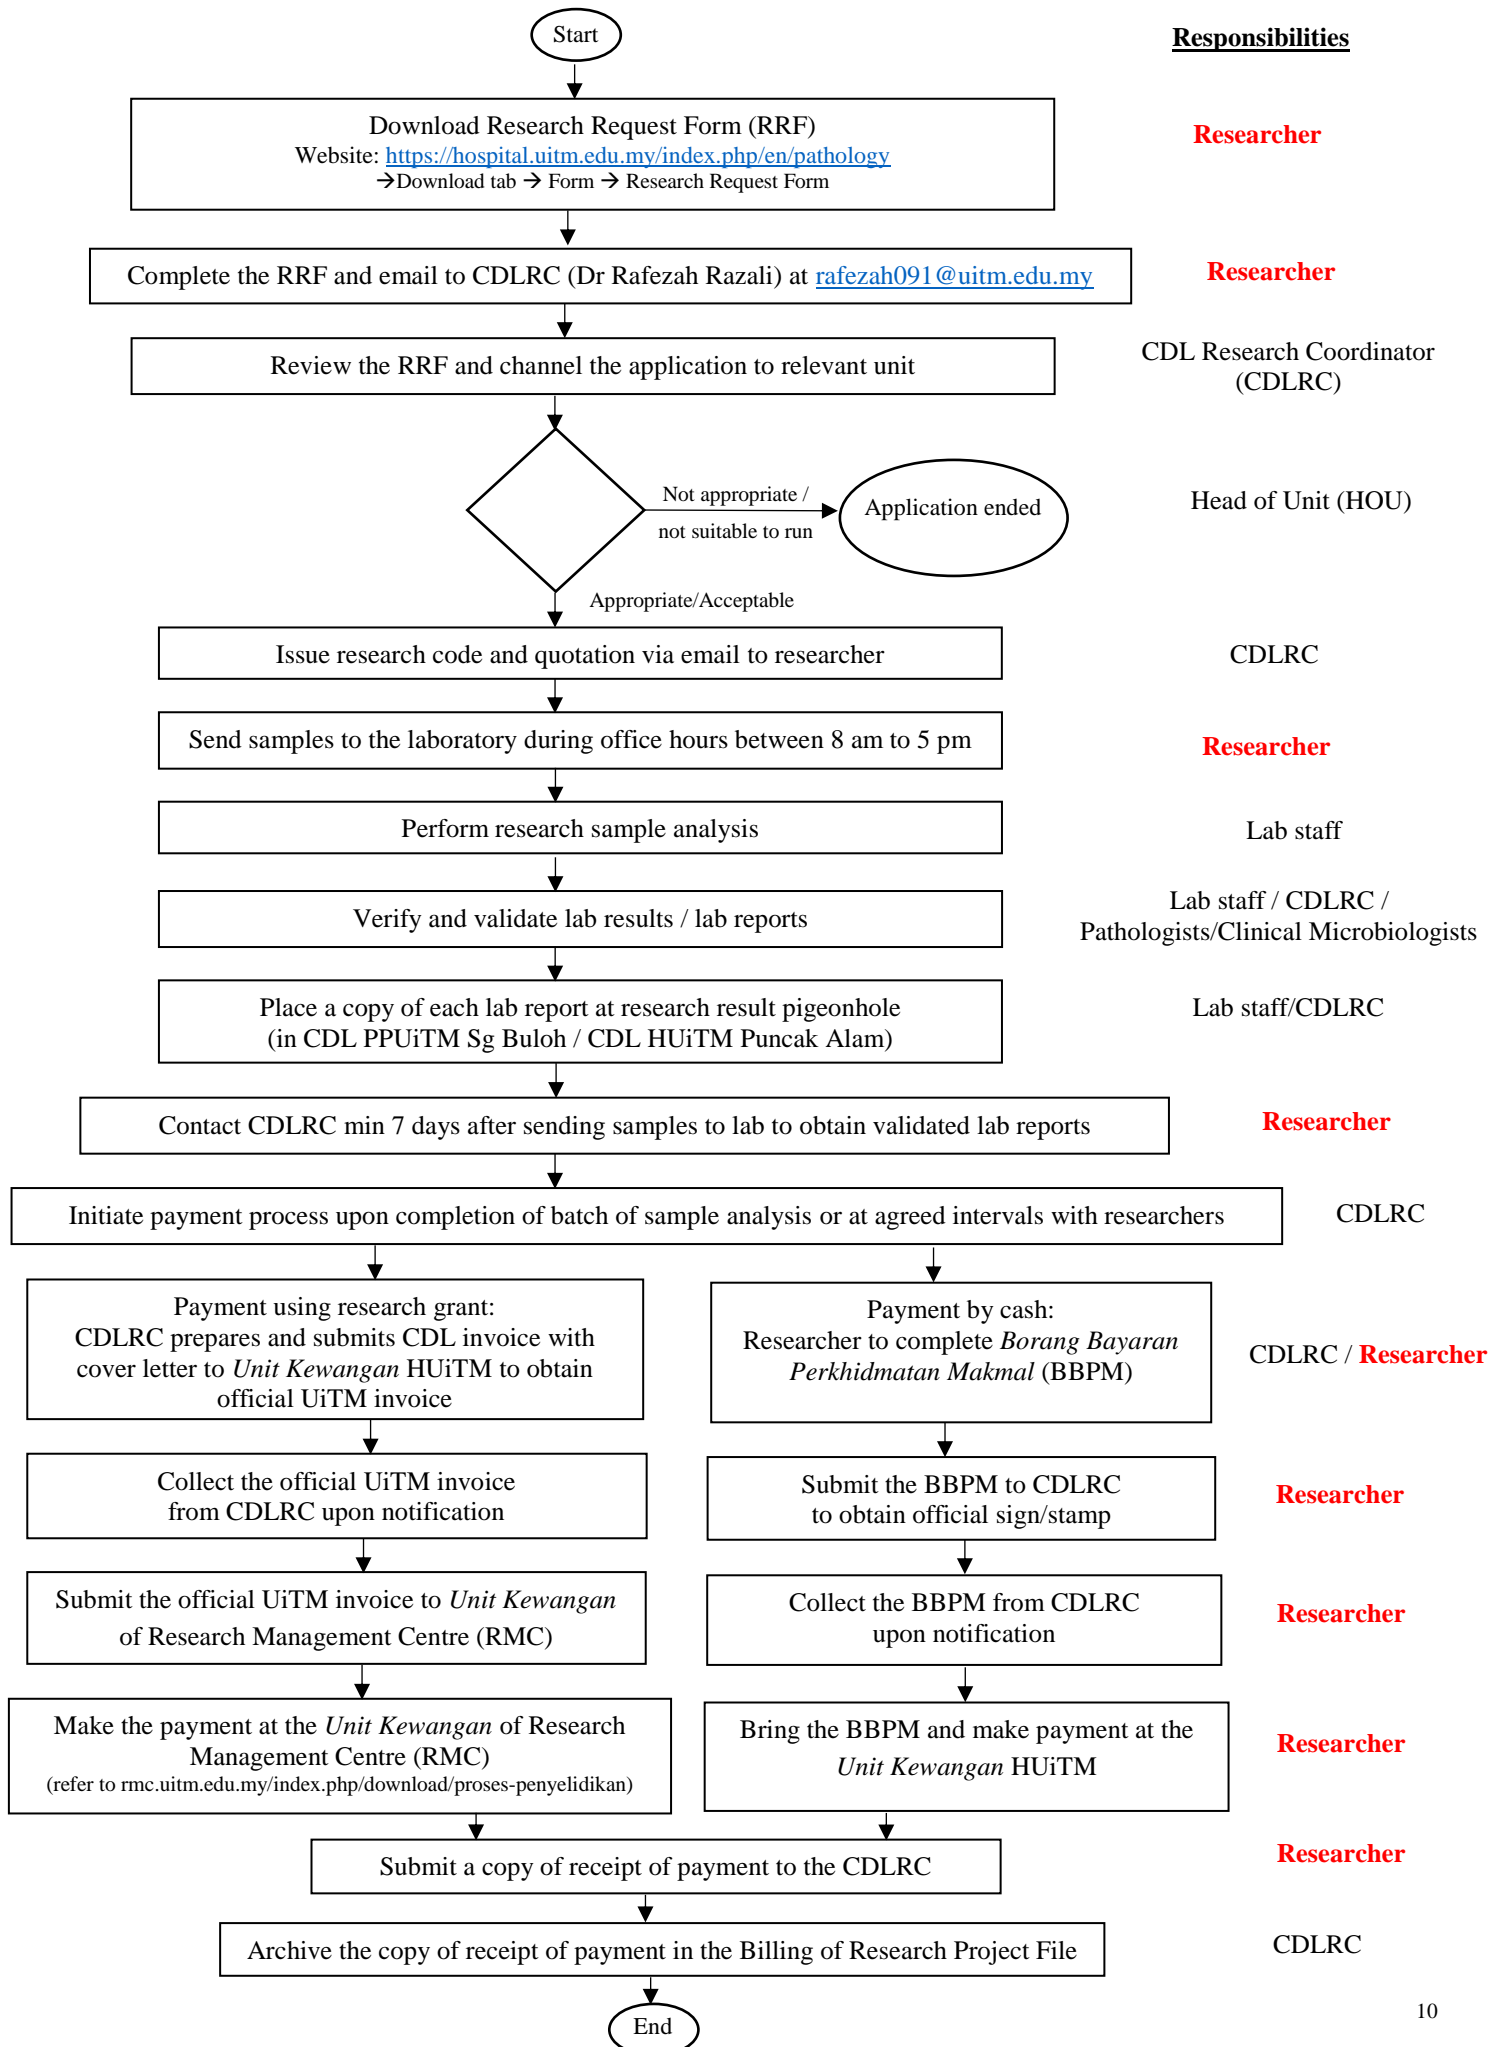 Start
Responsibilities
Download Research Request Form (RRF)
Website: https://hospital.uitm.edu.my/index.php/en/pathology
→Download tab → Form → Research Request Form
Researcher
Complete the RRF and email to CDLRC (Dr Rafezah Razali) at rafezah091@uitm.edu.my
Researcher
Review the RRF and channel the application to relevant unit
CDL Research Coordinator
(CDLRC)
Not appropriate /
not suitable to run
Application ended
Head of Unit (HOU)
Appropriate/Acceptable
Issue research code and quotation via email to researcher
CDLRC
Send samples to the laboratory during office hours between 8 am to 5 pm
Researcher
Perform research sample analysis
Lab staff
Verify and validate lab results / lab reports
Lab staff / CDLRC /
Pathologists/Clinical Microbiologists
Place a copy of each lab report at research result pigeonhole
(in CDL PPUiTM Sg Buloh / CDL HUiTM Puncak Alam)
Lab staff/CDLRC
Contact CDLRC min 7 days after sending samples to lab to obtain validated lab reports
Researcher
Initiate payment process upon completion of batch of sample analysis or at agreed intervals with researchers
CDLRC
Payment using research grant:
CDLRC prepares and submits CDL invoice with
cover letter to Unit Kewangan HUiTM to obtain
official UiTM invoice
Payment by cash:
Researcher to complete Borang Bayaran
Perkhidmatan Makmal (BBPM)
CDLRC / Researcher
Collect the official UiTM invoice
from CDLRC upon notification
Submit the BBPM to CDLRC
to obtain official sign/stamp
Researcher
Submit the official UiTM invoice to Unit Kewangan
of Research Management Centre (RMC)
Collect the BBPM from CDLRC
upon notification
Researcher
Make the payment at the Unit Kewangan of Research
Management Centre (RMC)
(refer to rmc.uitm.edu.my/index.php/download/proses-penyelidikan)
Bring the BBPM and make payment at the
Unit Kewangan HUiTM
Researcher
Submit a copy of receipt of payment to the CDLRC
Researcher
Archive the copy of receipt of payment in the Billing of Research Project File
CDLRC
End
10